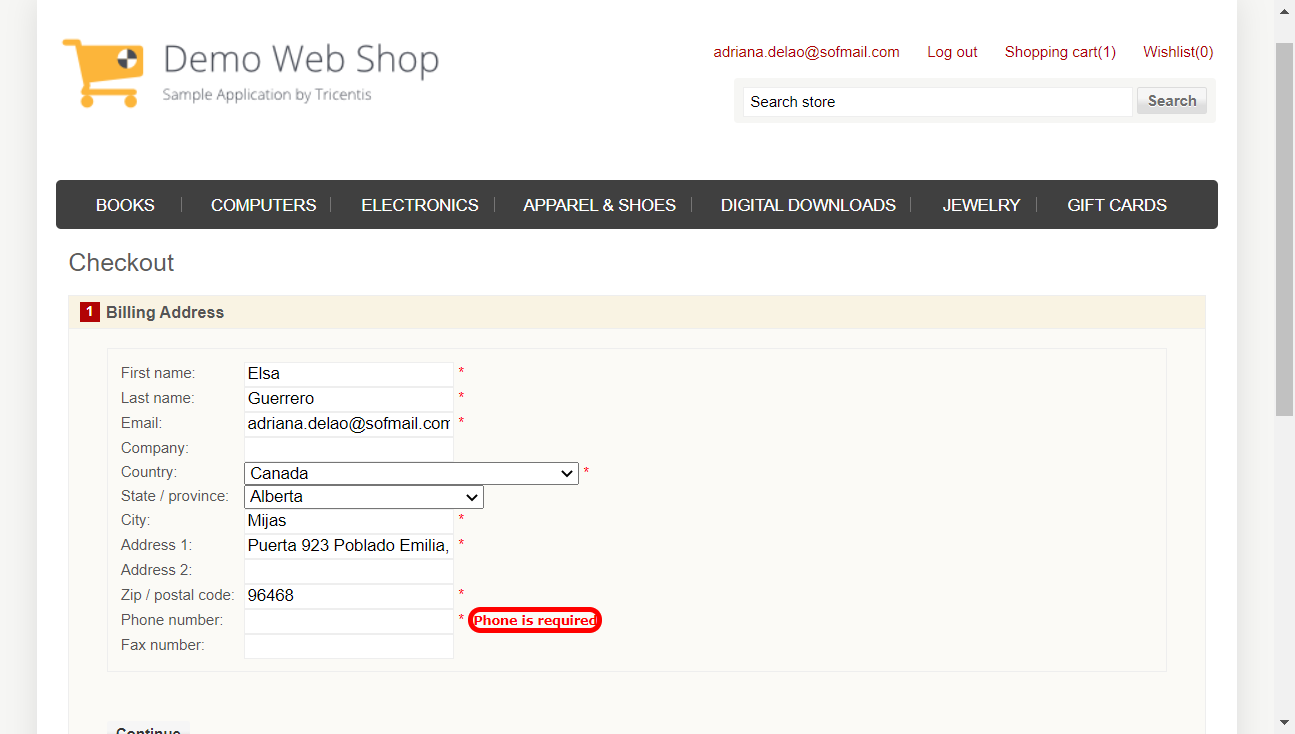 Demo Web Shop
Sample Application by Tricentis
adriana.delao@sofmail.com Log out Shopping cart(1) Wishlist(0)
Search store Search
BOOKS COMPUTERS ELECTRONICS APPAREL & SHOES DIGITAL DOWNLOADS JEWELRY GIFT CARDS
Checkout
1 Billing Address
First name: Elsa *
Last name: Guerrero *
Email: adriana.delao@sofmail.com *
Company:
Country: Canada *
State / province: Alberta
City: Mijas *
Address 1: Puerta 923 Poblado Emilia, *
Address 2:
Zip / postal code: 96468 *
Phone number: * Phone is required
Fax number:
Continue